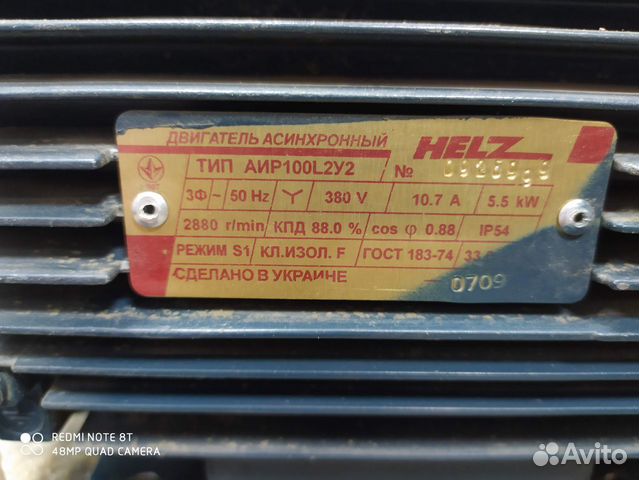 ДВИГАТЕЛЬ АСИНХРОННЫЙ HELZ
ТИП АИР100L2У2 №
3Ф ~ 50 Hz Y 380 V 10.7 A 5.5 kW
2880 r/min КПД 88.0 % cos φ 0.88 IP54
РЕЖИМ S1 КЛ.ИЗОЛ. F ГОСТ 183-74
СДЕЛАНО В УКРАИНЕ 0709
REDMI NOTE 8T
48MP QUAD CAMERA
Avito